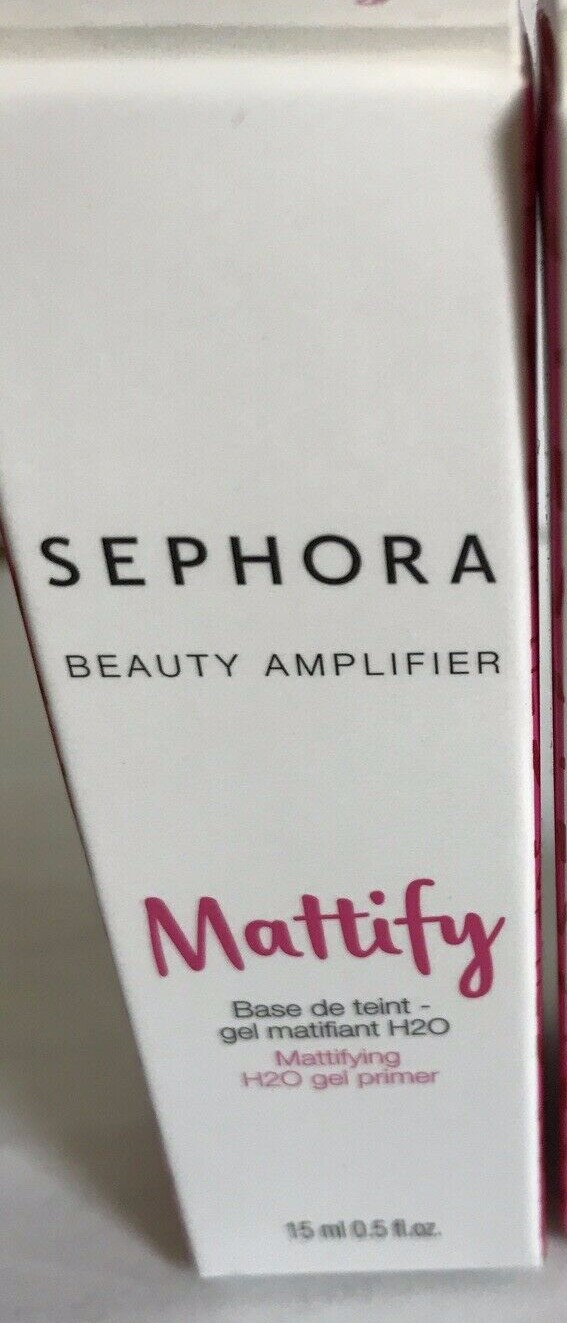 SEPHORA
BEAUTY AMPLIFIER
Mattify
Base de teint -
gel matifiant H2O
Mattifying
H2O gel primer
15 ml 0.5 fl.oz.